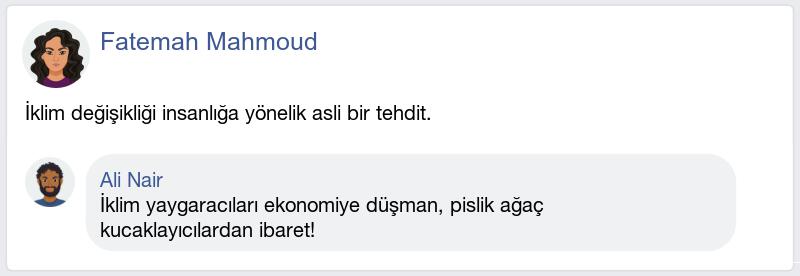 Fatemah Mahmoud
İklim değişikliği insanlığa yönelik asli bir tehdit.
Ali Nair
İklim yaygaracıları ekonomiye düşman, pislik ağaç
kucaklayıcılardan ibaret!